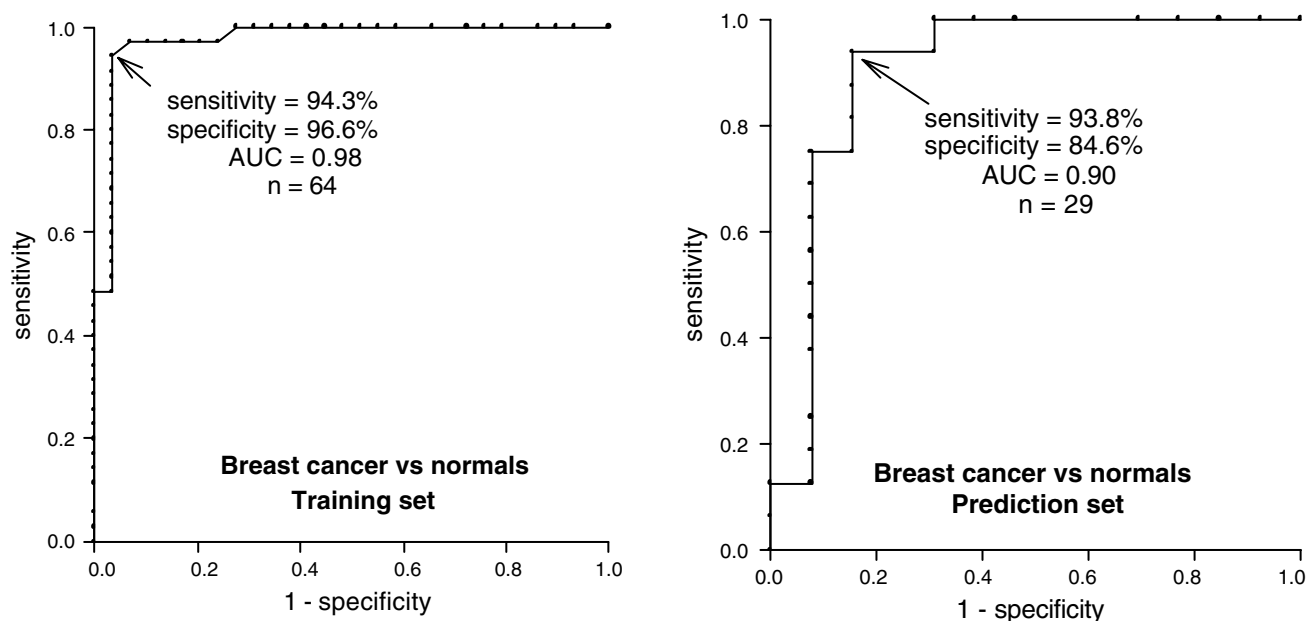 1.0
0.8
0.6
0.4
0.2
0.0
sensitivity
sensitivity = 94.3%
specificity = 96.6%
AUC = 0.98
n = 64
Breast cancer vs normals
Training set
0.0 0.2 0.4 0.6 0.8 1.0
1 - specificity
1.0
0.8
0.6
0.4
0.2
0.0
sensitivity
sensitivity = 93.8%
specificity = 84.6%
AUC = 0.90
n = 29
Breast cancer vs normals
Prediction set
0.0 0.2 0.4 0.6 0.8 1.0
1 - specificity